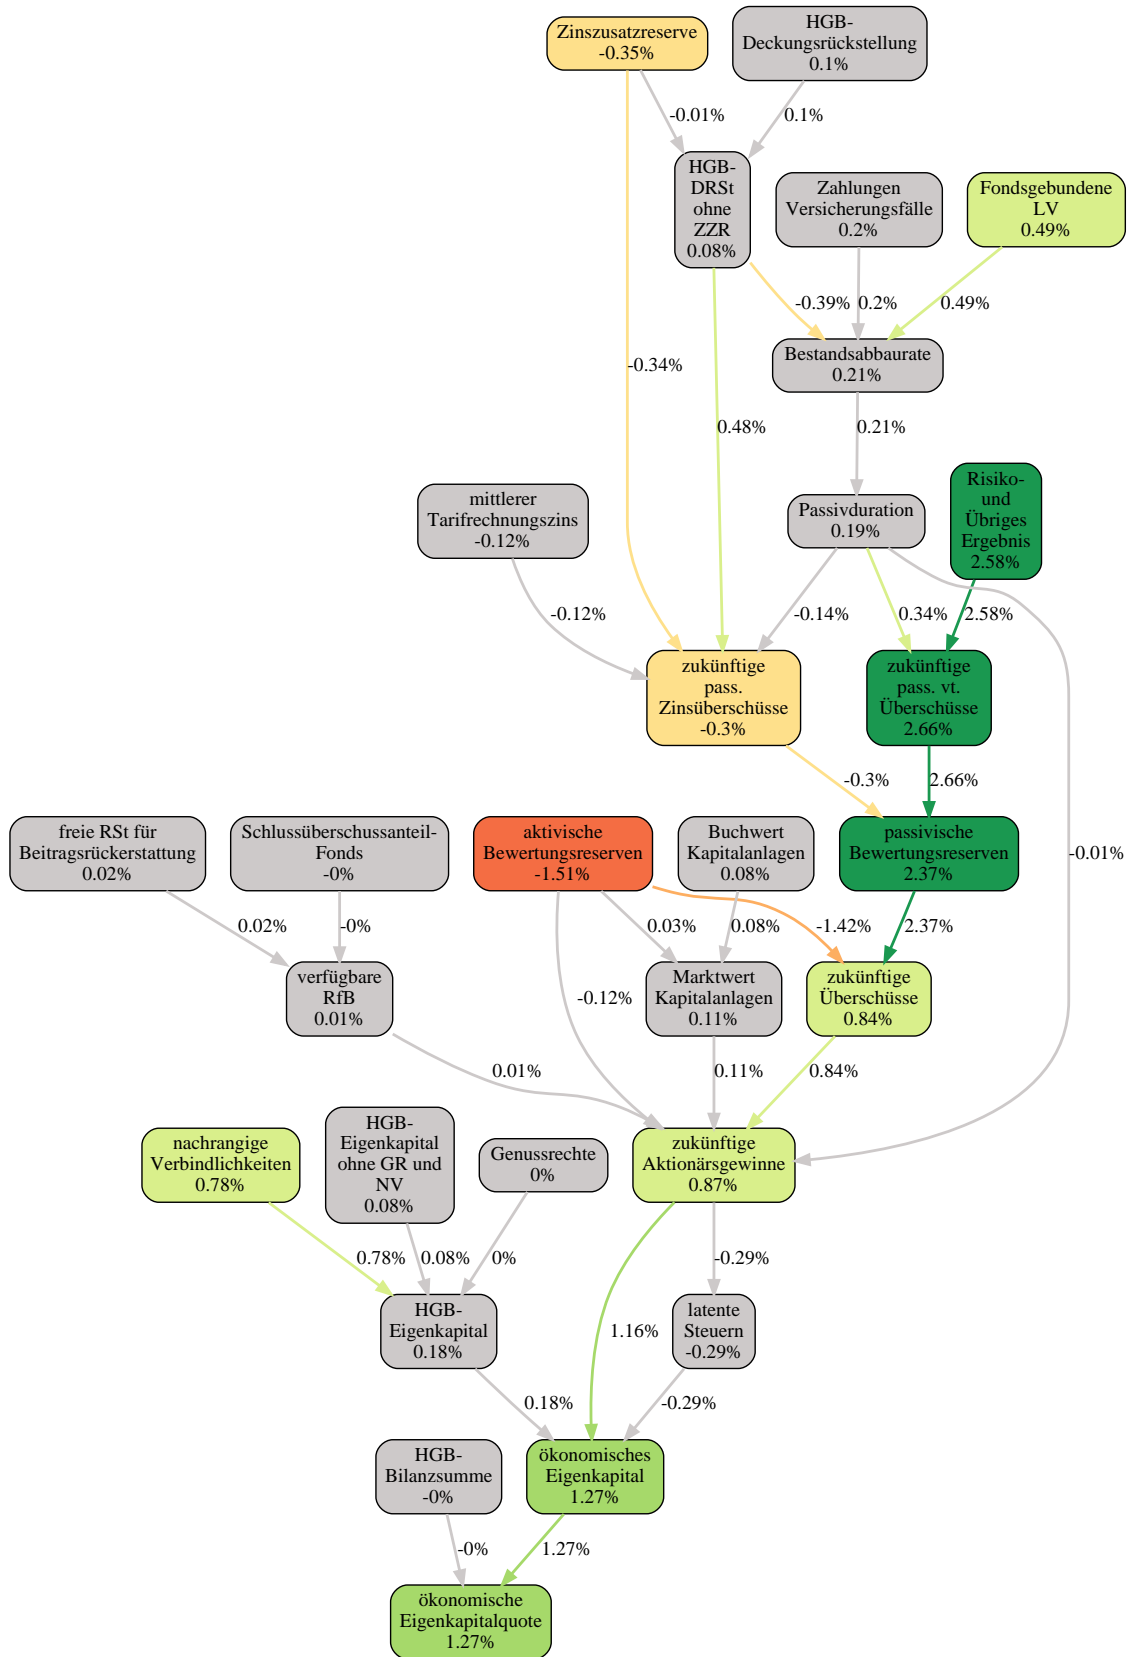 Zinszusatzreserve
-0.35%
HGB-
Deckungsrückstellung
0.1%
-0.01%
0.1%
HGB-
DRSt
ohne
ZZR
0.08%
Zahlungen
Versicherungsfälle
0.2%
Fondsgebundene
LV
0.49%
-0.39%
0.2%
0.49%
Bestandsabbaurate
0.21%
-0.34%
0.48%
0.21%
mittlerer
Tarifrechnungszins
-0.12%
Passivduration
0.19%
Risiko-
und
Übriges
Ergebnis
2.58%
-0.12%
-0.14%
0.34%
2.58%
zukünftige
pass.
Zinsüberschüsse
-0.3%
zukünftige
pass. vt.
Überschüsse
2.66%
-0.3%
2.66%
freie RSt für
Beitragsrückerstattung
0.02%
Schlussüberschussanteil-
Fonds
-0%
aktivische
Bewertungsreserven
-1.51%
Buchwert
Kapitalanlagen
0.08%
passivische
Bewertungsreserven
2.37%
-0.01%
0.02%
-0%
0.03%
0.08%
-1.42%
2.37%
verfügbare
RfB
0.01%
-0.12%
Marktwert
Kapitalanlagen
0.11%
zukünftige
Überschüsse
0.84%
0.01%
0.11%
0.84%
nachrangige
Verbindlichkeiten
0.78%
HGB-
Eigenkapital
ohne GR und
NV
0.08%
Genussrechte
0%
zukünftige
Aktionärsgewinne
0.87%
0.78%
0.08%
0%
-0.29%
HGB-
Eigenkapital
0.18%
1.16%
latente
Steuern
-0.29%
0.18%
-0.29%
HGB-
Bilanzsumme
-0%
ökonomisches
Eigenkapital
1.27%
-0%
1.27%
ökonomische
Eigenkapitalquote
1.27%